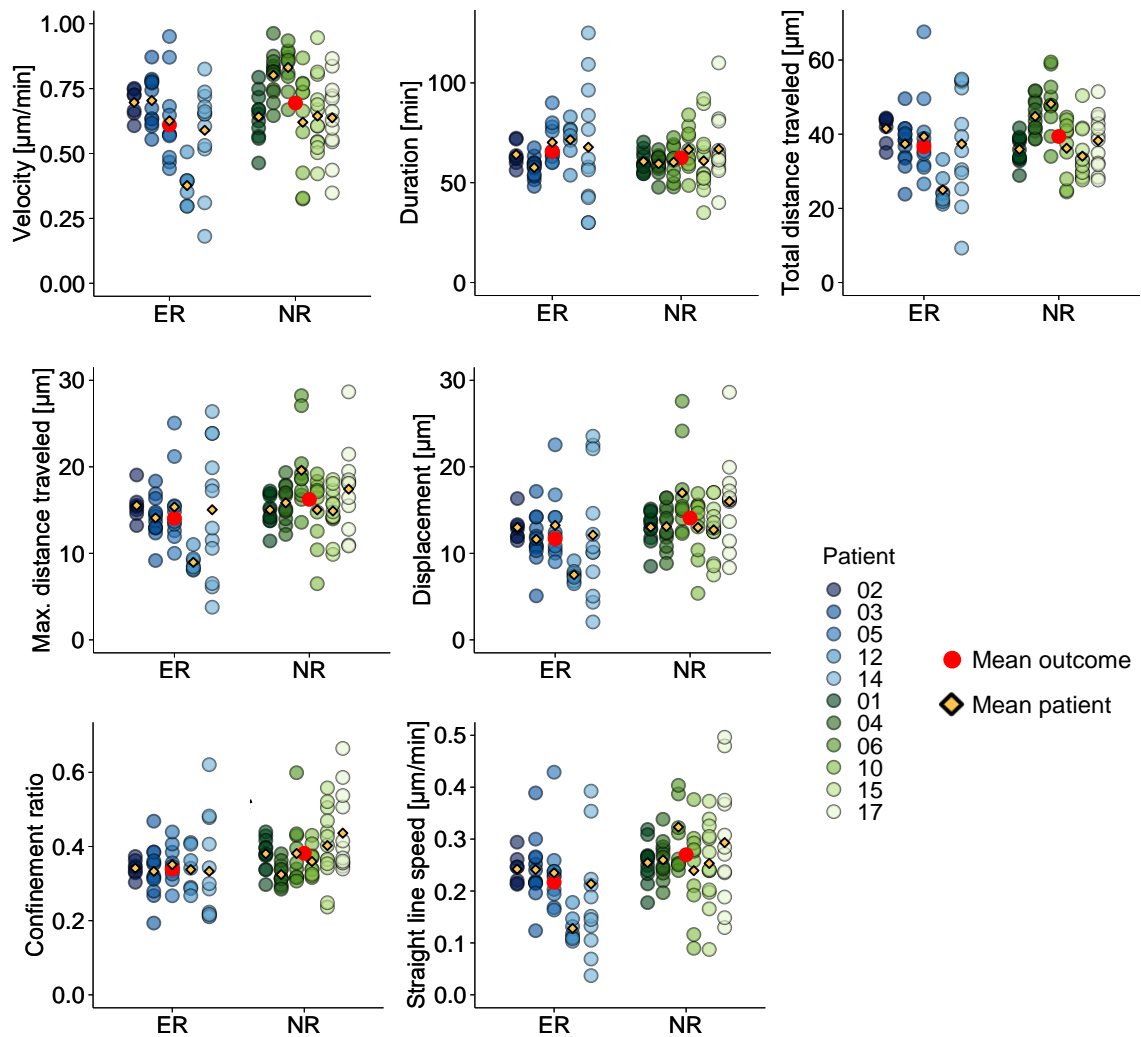 Velocity [µm/min]
1.00
0.75
0.50
0.25
0.00
ER
NR
Duration [min]
100
50
0
ER
NR
Total distance traveled [µm]
60
40
20
0
ER
NR
Max. distance traveled [µm]
30
20
10
0
ER
NR
Displacement [µm]
30
20
10
0
ER
NR
Patient
02
03
05
12
14
01
04
06
10
15
17
Mean outcome
Mean patient
Confinement ratio
0.6
0.4
0.2
0.0
ER
NR
Straight line speed [µm/min]
0.5
0.4
0.3
0.2
0.1
0.0
ER
NR